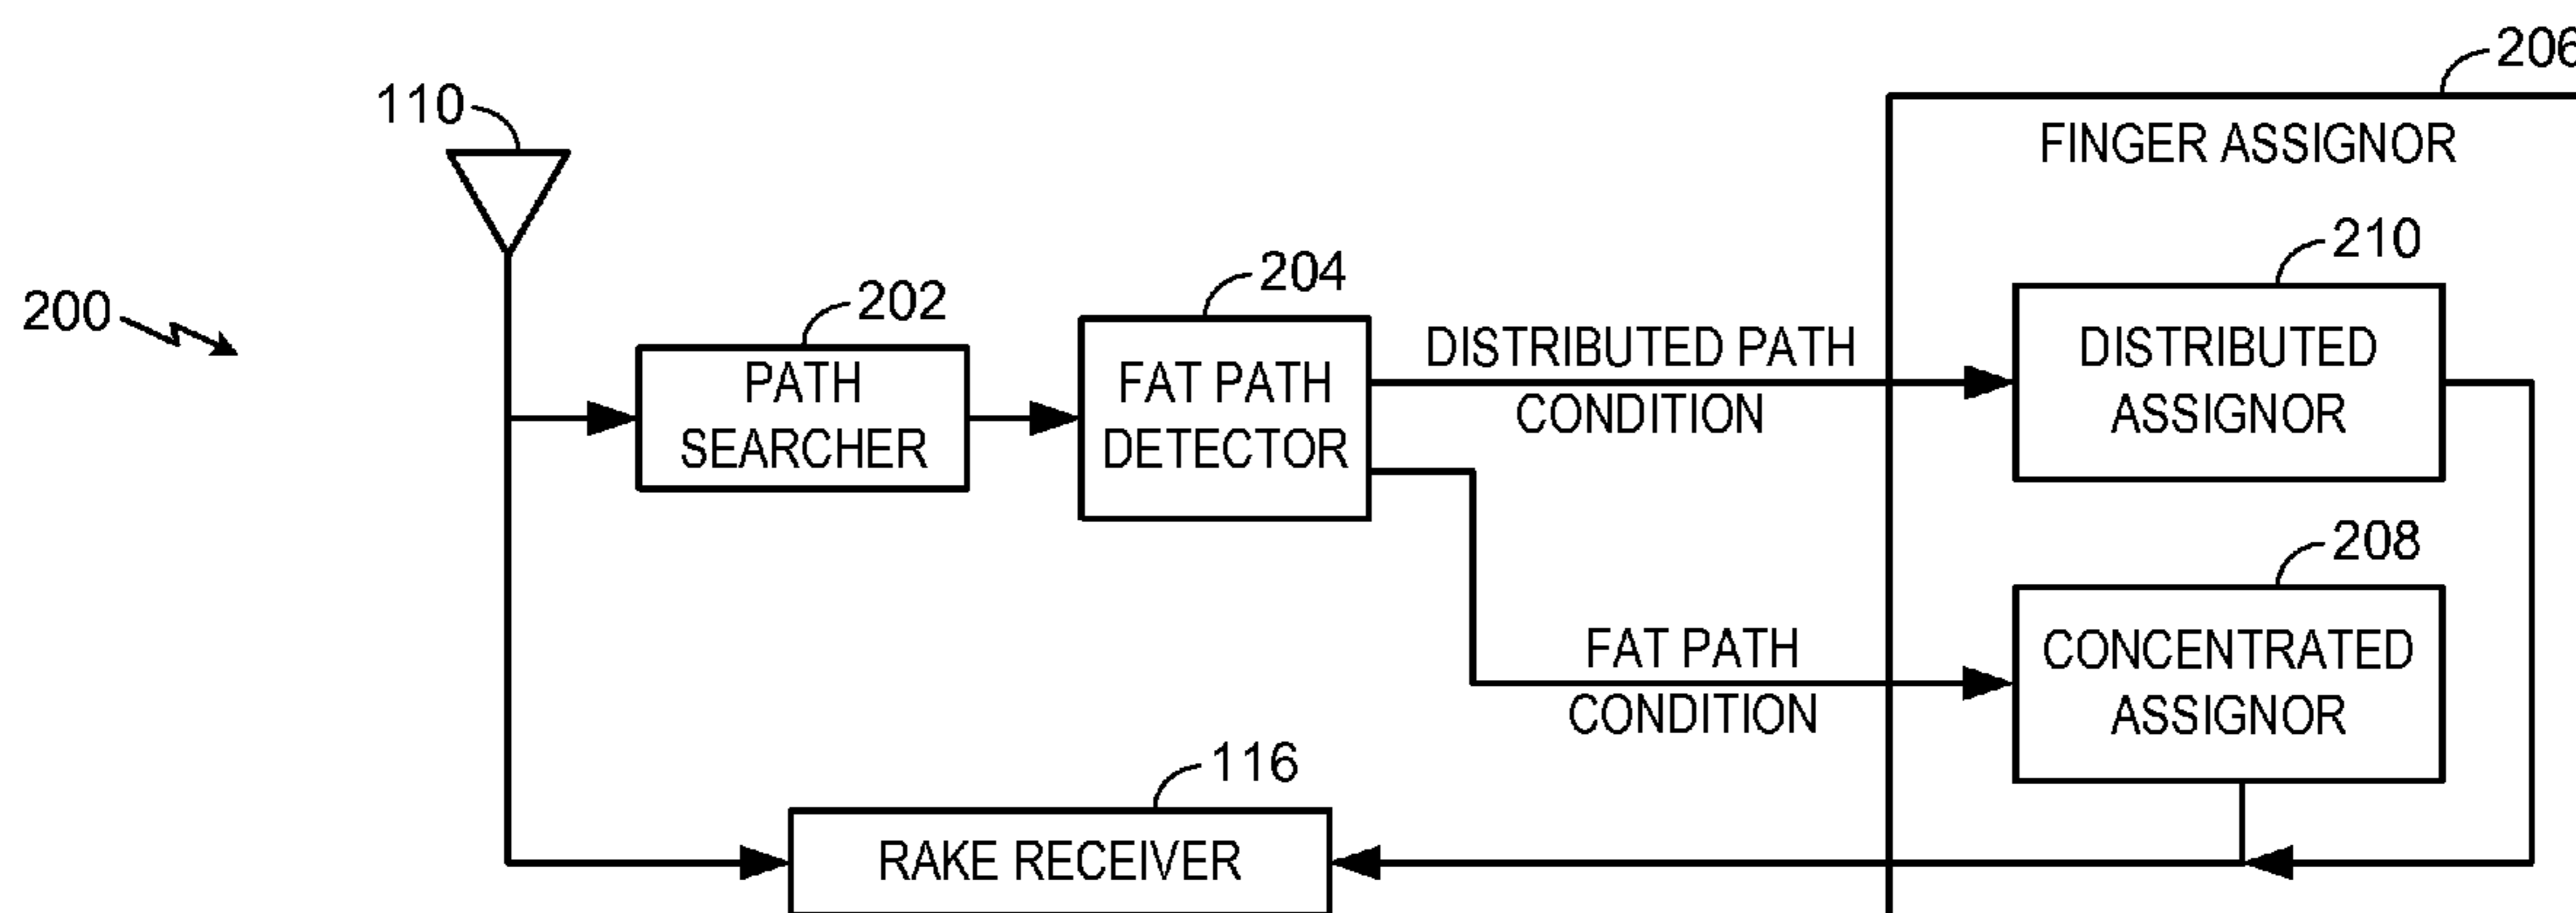 206
110
FINGER ASSIGNOR
210
204
202
200
DISTRIBUTED PATH
CONDITION
DISTRIBUTED
ASSIGNOR
PATH
SEARCHER
FAT PATH
DETECTOR
208
FAT PATH
CONDITION
CONCENTRATED
ASSIGNOR
116
RAKE RECEIVER